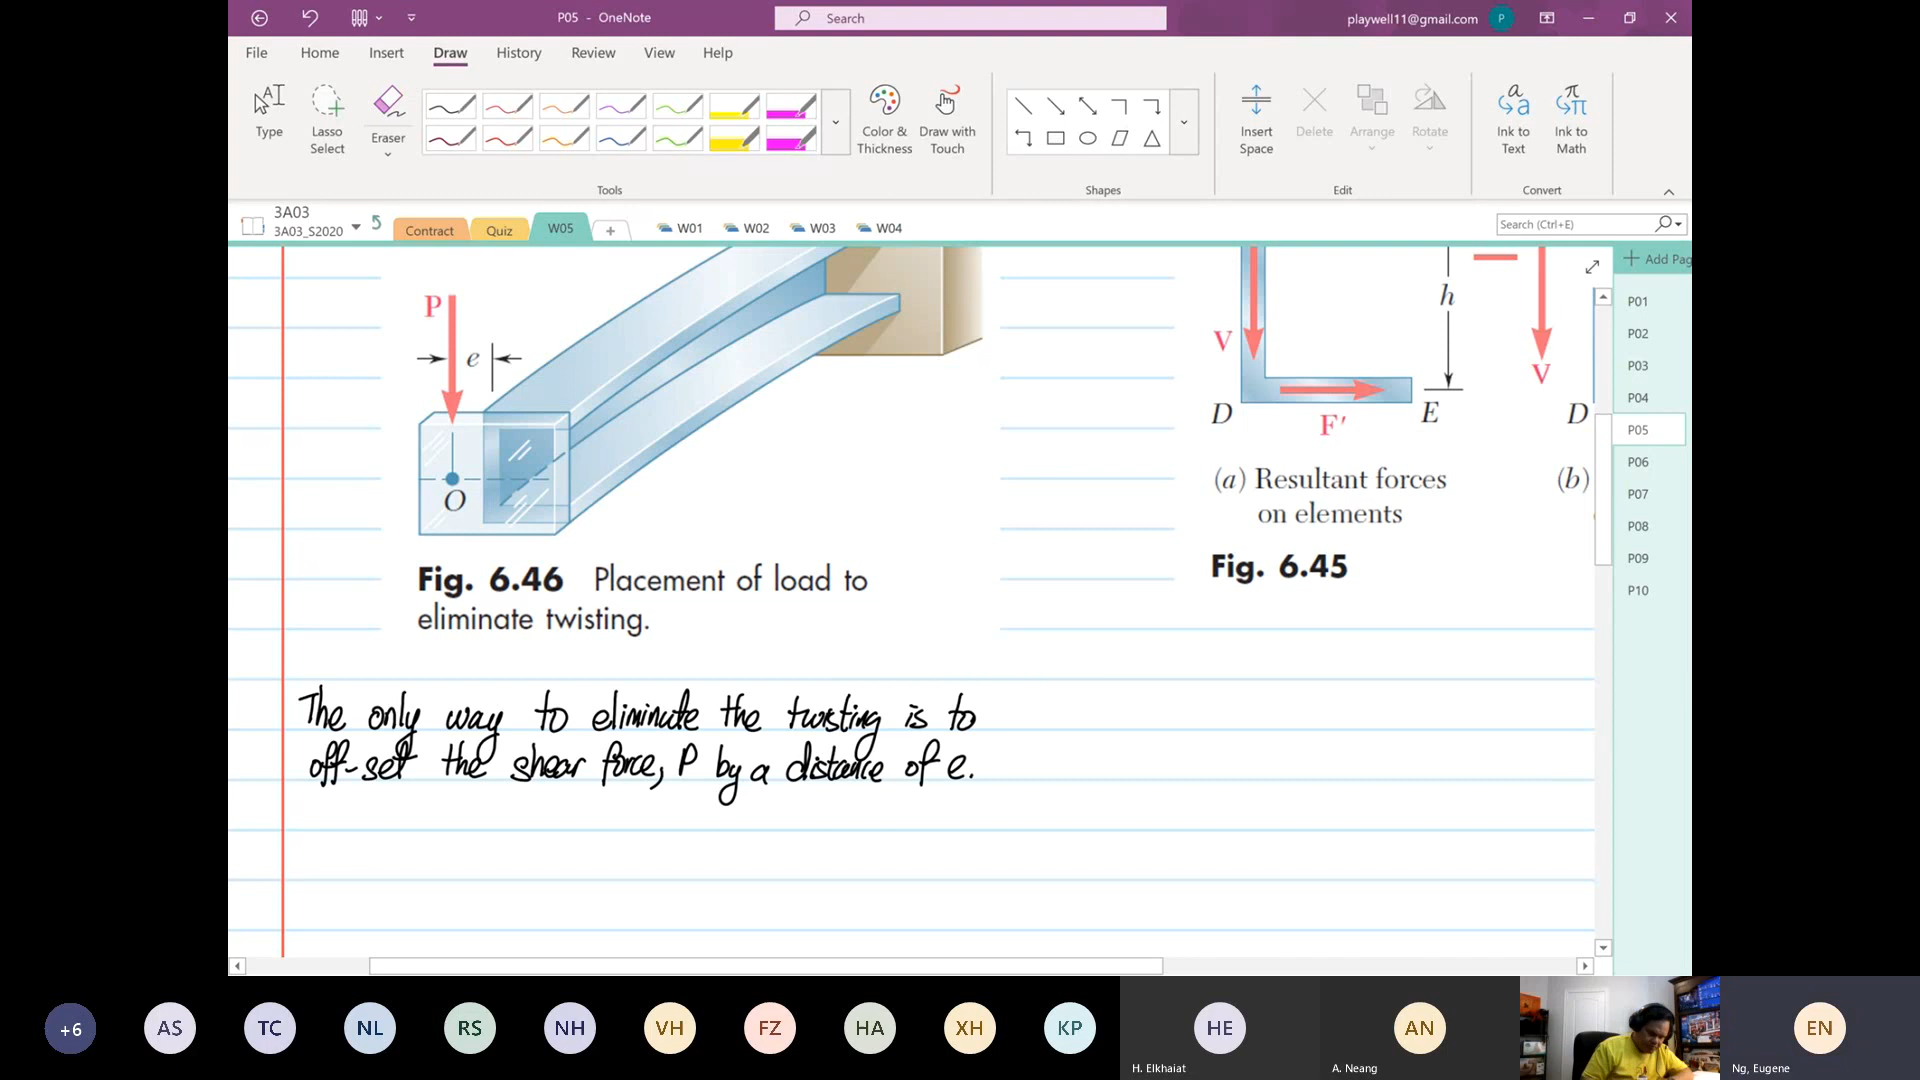 P05 - OneNote
Search
playwell11@gmail.com
P
File Home Insert Draw History Review View Help
Type
Lasso Select
Eraser
Color & Thickness
Draw with Touch
Insert Space
Delete
Arrange
Rotate
Ink to Text
Ink to Math
Tools
Shapes
Edit
Convert
3A03
3A03_S2020
Contract
Quiz
W05
W01
W02
W03
W04
Search (Ctrl+E)
Add Pag
P01
P02
P03
P04
P05
P06
P07
P08
P09
P10
P
e
O
Fig. 6.46 Placement of load to
eliminate twisting.
V
h
V
D
F′
E
D
(a) Resultant forces
on elements
(b)
Fig. 6.45
The only way to eliminate the twisting is to
off-set the shear force, P by a distance of e.
+6
AS
TC
NL
RS
NH
VH
FZ
HA
XH
KP
HE
H. Elkhaiat
AN
A. Neang
EN
Ng, Eugene